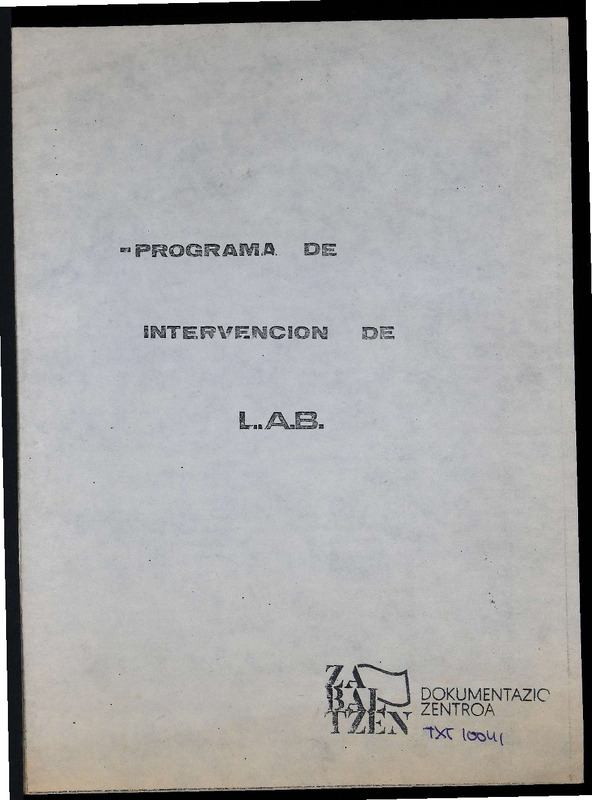 -PROGRAMA DE
INTERVENCION DE
L.A.B.
ZA
BAL
TZEN
DOKUMENTAZIO
ZENTROA
TXT 10041